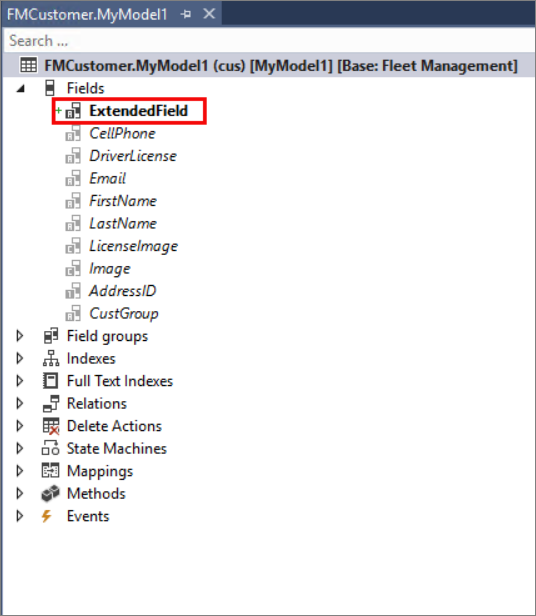 FMCustomer.MyModel1
Search ...
FMCustomer.MyModel1 (cus) [MyModel1] [Base: Fleet Management]
Fields
+ ExtendedField
CellPhone
DriverLicense
Email
FirstName
LastName
LicenseImage
Image
AddressID
CustGroup
Field groups
Indexes
Full Text Indexes
Relations
Delete Actions
State Machines
Mappings
Methods
Events